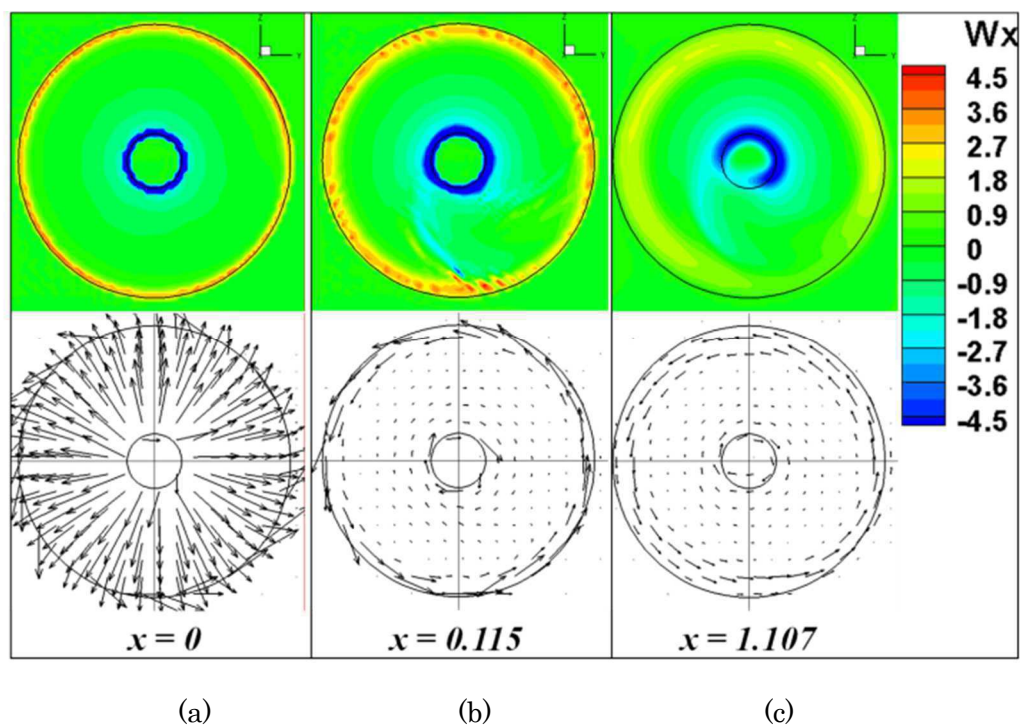 Wx
4.5
3.6
2.7
1.8
0.9
0
-0.9
-1.8
-2.7
-3.6
-4.5
Z
Y
Z
Y
Z
Y
x = 0
x = 0.115
x = 1.107
(a)
(b)
(c)